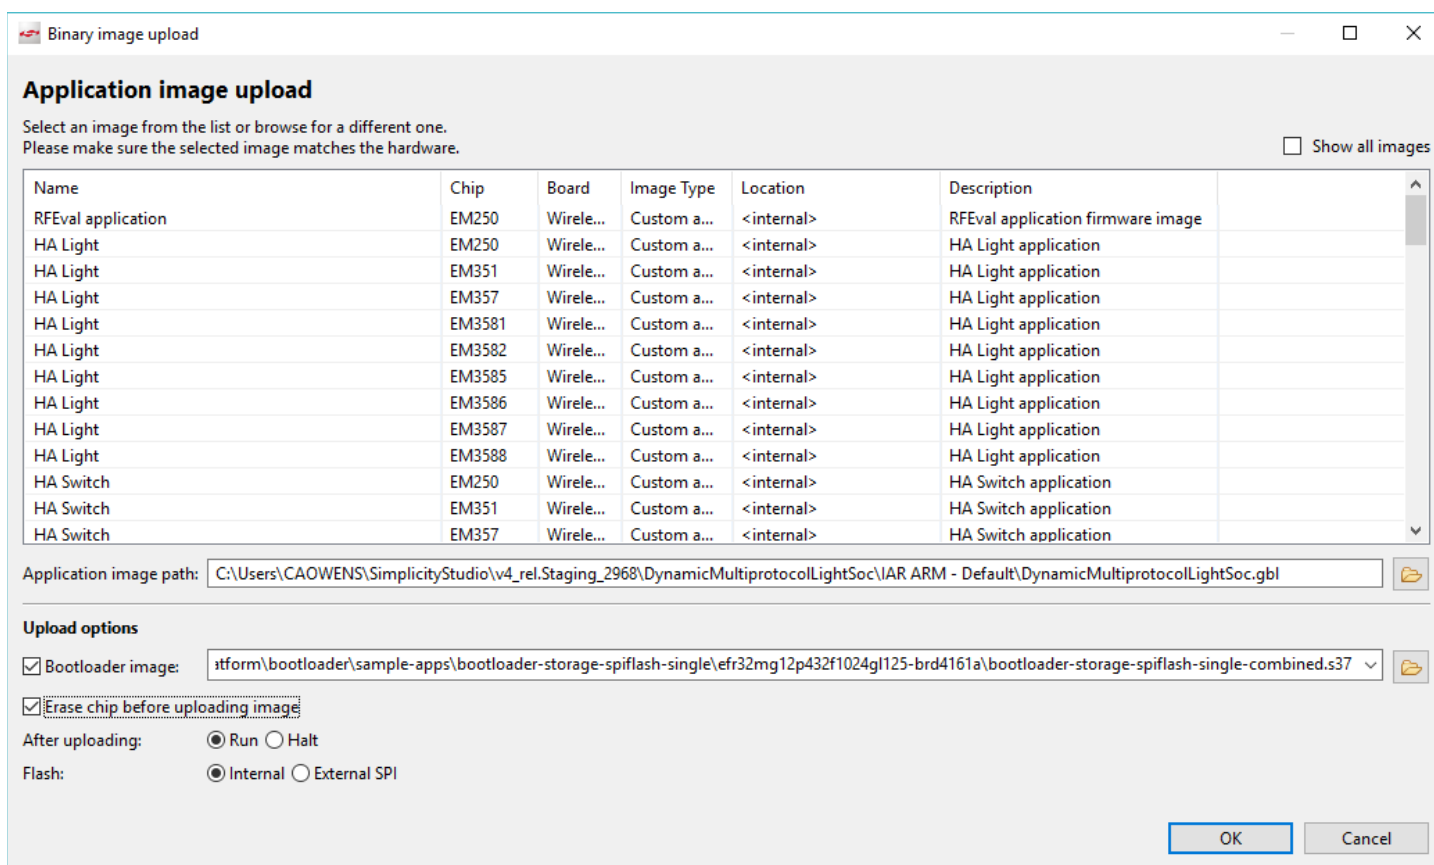 Binary image upload
Application image upload
Select an image from the list or browse for a different one.
Please make sure the selected image matches the hardware.
Show all images
Name Chip Board Image Type Location Description
RFEval application EM250 Wirele... Custom a... <internal> RFEval application firmware image
HA Light EM250 Wirele... Custom a... <internal> HA Light application
HA Light EM351 Wirele... Custom a... <internal> HA Light application
HA Light EM357 Wirele... Custom a... <internal> HA Light application
HA Light EM3581 Wirele... Custom a... <internal> HA Light application
HA Light EM3582 Wirele... Custom a... <internal> HA Light application
HA Light EM3585 Wirele... Custom a... <internal> HA Light application
HA Light EM3586 Wirele... Custom a... <internal> HA Light application
HA Light EM3587 Wirele... Custom a... <internal> HA Light application
HA Light EM3588 Wirele... Custom a... <internal> HA Light application
HA Switch EM250 Wirele... Custom a... <internal> HA Switch application
HA Switch EM351 Wirele... Custom a... <internal> HA Switch application
HA Switch EM357 Wirele... Custom a... <internal> HA Switch application
Application image path: C:\Users\CAOWENS\SimplicityStudio\v4_rel.Staging_2968\DynamicMultiprotocolLightSoc\IAR ARM - Default\DynamicMultiprotocolLightSoc.gbl
Upload options
Bootloader image: atform\bootloader\sample-apps\bootloader-storage-spiflash-single\efr32mg12p432f1024gl125-brd4161a\bootloader-storage-spiflash-single-combined.s37
Erase chip before uploading image
After uploading: Run Halt
Flash: Internal External SPI
OK Cancel